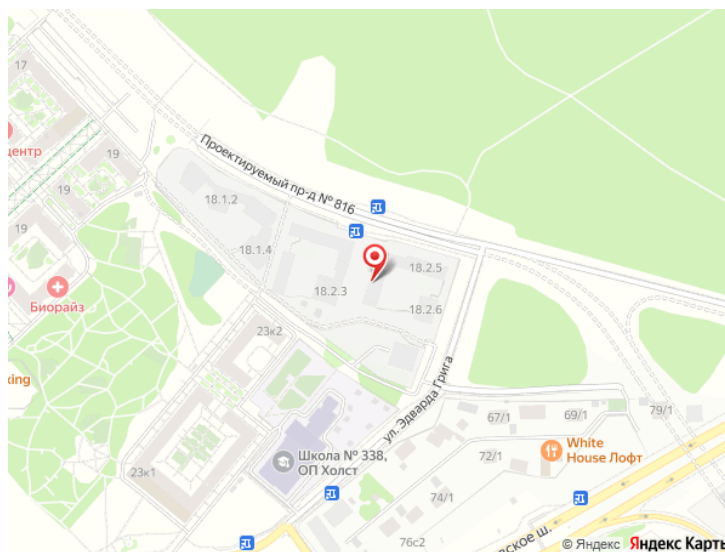 17
центр
19
19
19
Биорайз
king
Проектируемый пр-д № 816
18.1.2
18.1.4
18.2.3
18.2.5
18.2.6
23к2
23к1
Школа № 338,
ОП Холст
ул. Эдварда Грига
67/1
69/1
79/1
72/1
74/1
76с2
White
House Лофт
вское ш.
© Яндекс Яндекс Карты